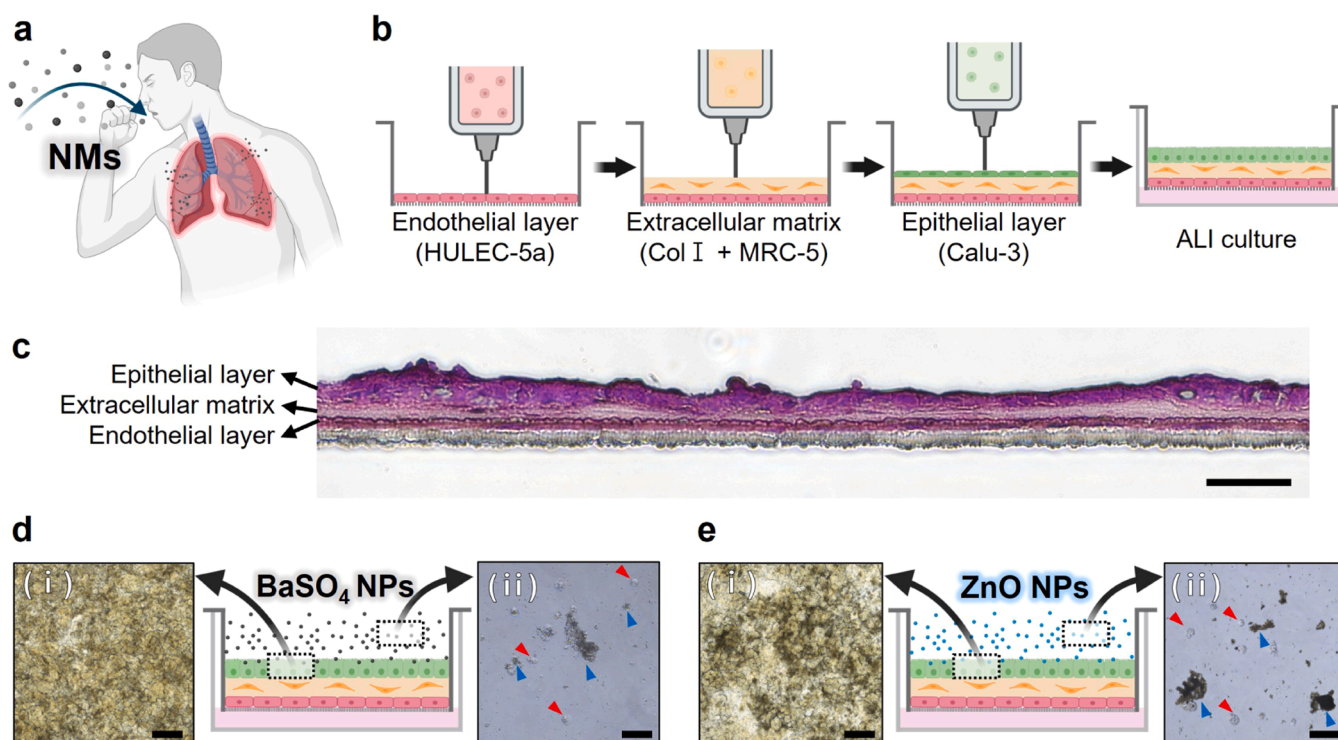 a
NMs
b
Endothelial layer
(HULEC-5a)
Extracellular matrix
(Col Ⅰ + MRC-5)
Epithelial layer
(Calu-3)
ALI culture
c
Epithelial layer
Extracellular matrix
Endothelial layer
d
(i)
BaSO₄ NPs
(ii)
e
(i)
ZnO NPs
(ii)